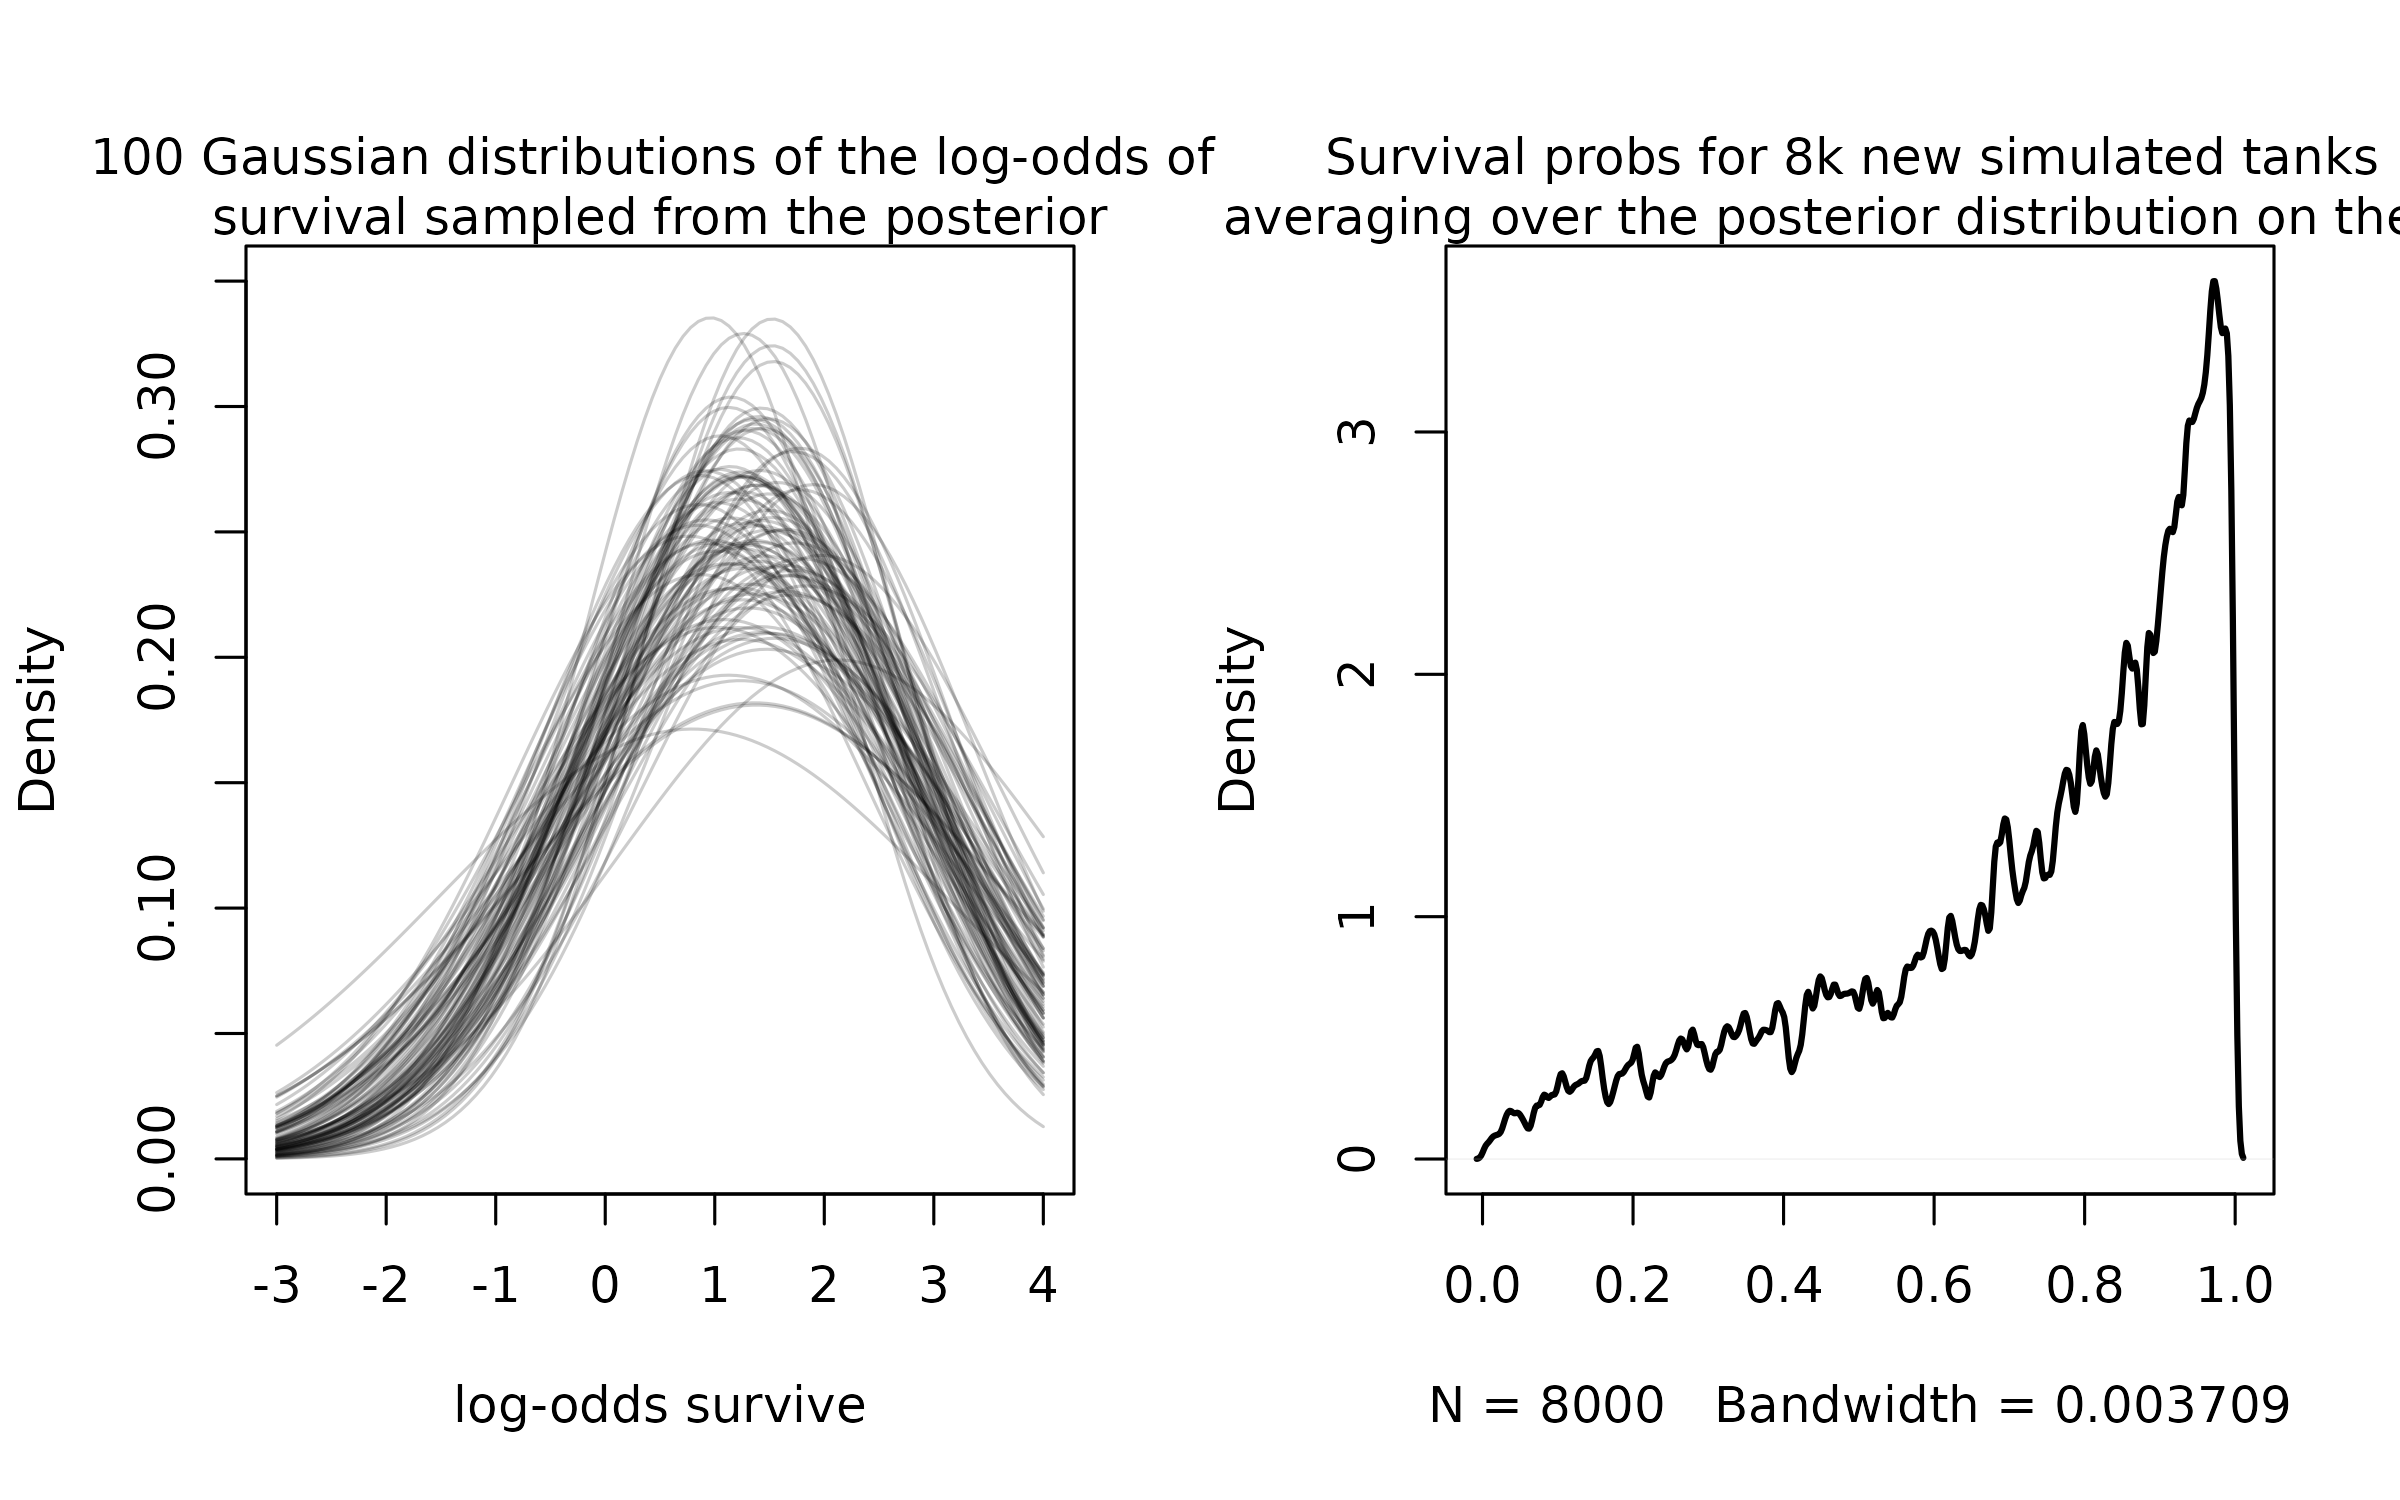 100 Gaussian distributions of the log-odds of
survival sampled from the posterior
Density
0.00 0.10 0.20 0.30
-3 -2 -1 0 1 2 3 4
log-odds survive
Survival probs for 8k new simulated tanks
averaging over the posterior distribution on the
Density
0 1 2 3
0.0 0.2 0.4 0.6 0.8 1.0
N = 8000 Bandwidth = 0.003709